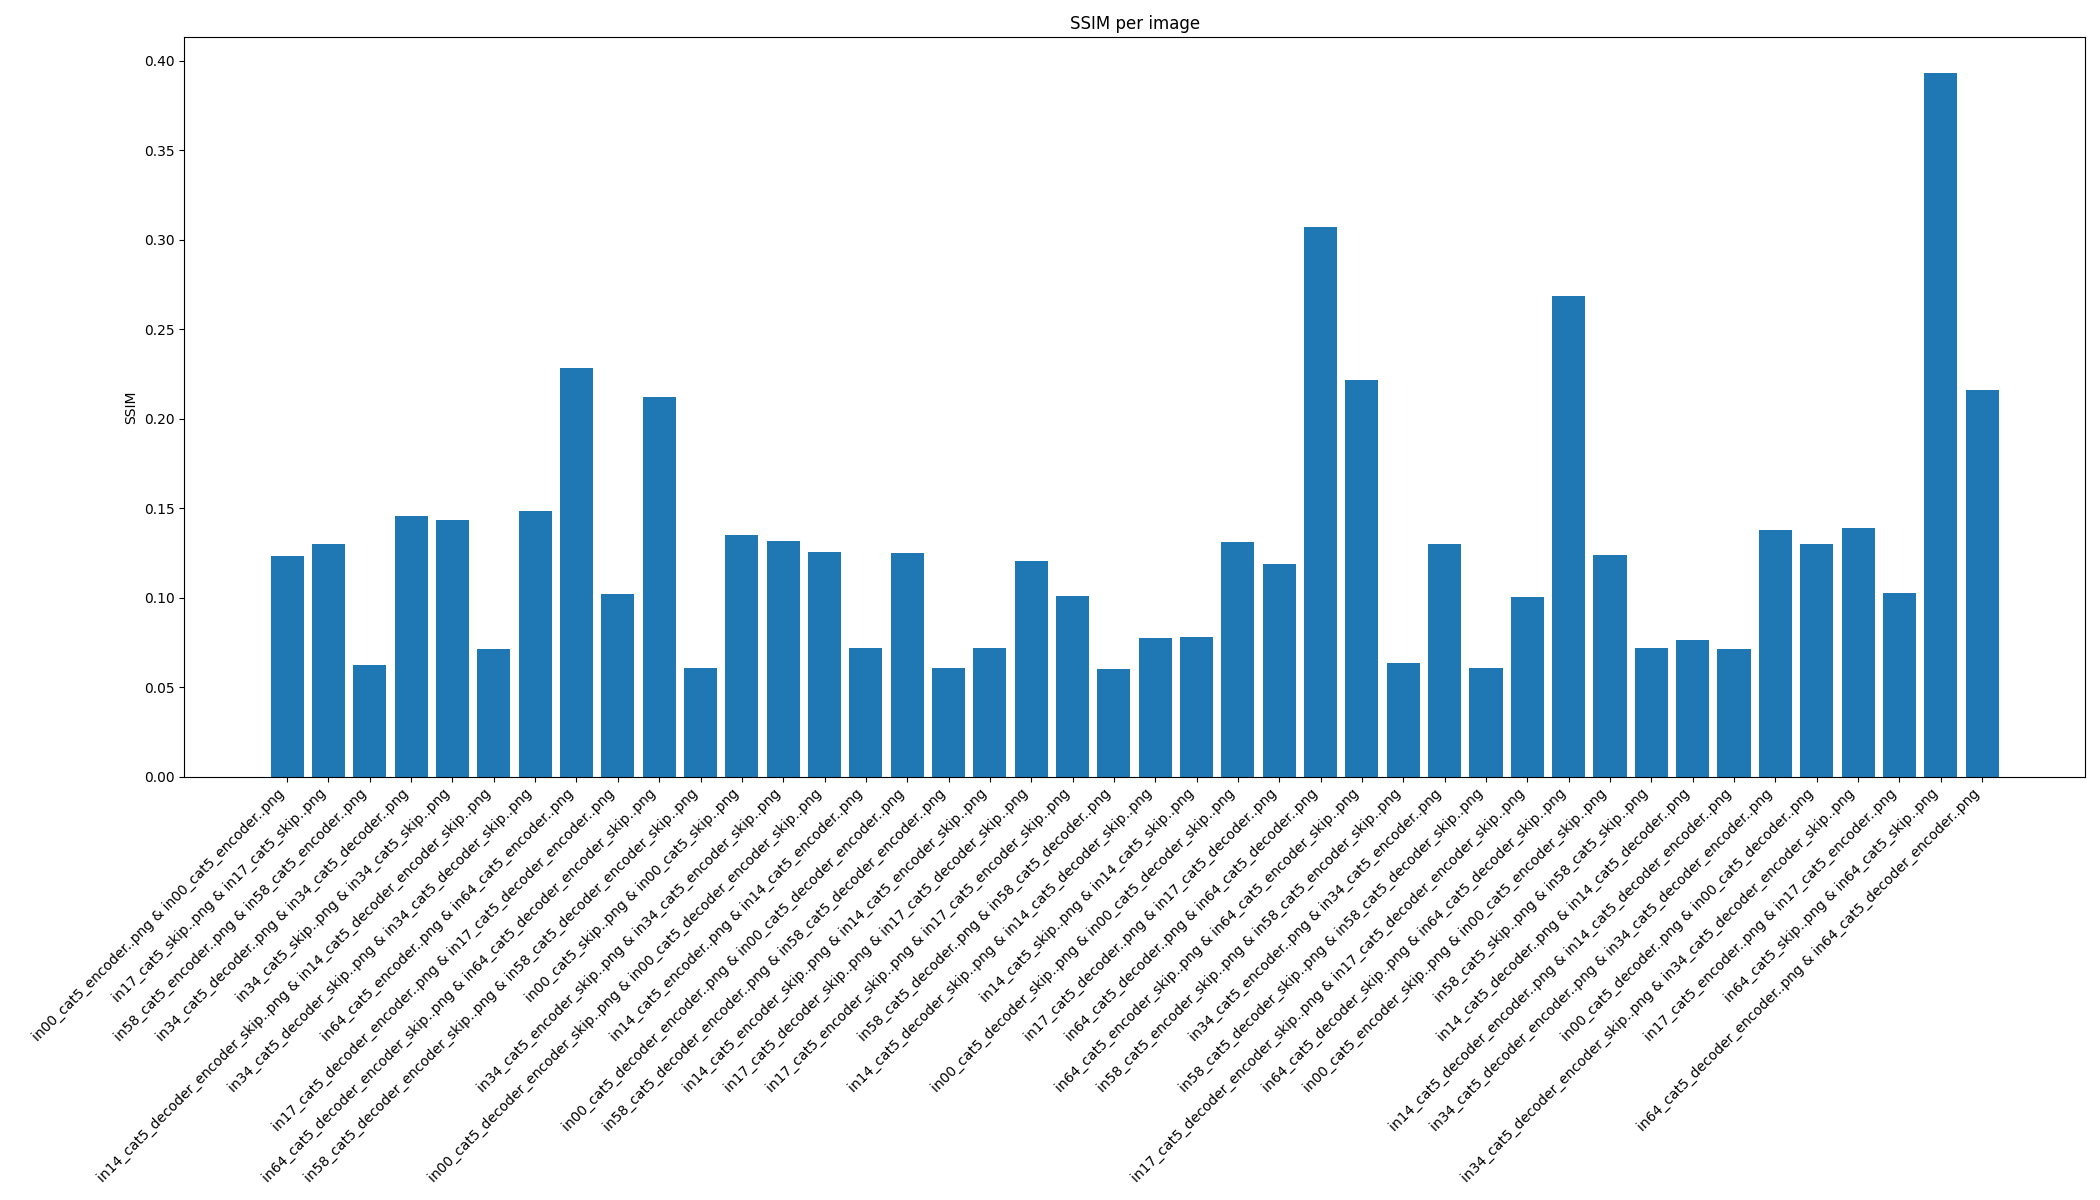 SSIM per image
SSIM
0.40
0.35
0.30
0.25
0.20
0.15
0.10
0.05
0.00
in00_cat5_encoder..png & in00_cat5_encoder..png
in17_cat5_skip..png & in17_cat5_skip..png
in58_cat5_encoder..png & in58_cat5_encoder..png
in34_cat5_decoder..png & in34_cat5_decoder..png
in34_cat5_skip..png & in34_cat5_skip..png
in14_cat5_decoder_encoder_skip..png & in14_cat5_decoder_encoder_skip..png
in34_cat5_decoder_skip..png & in34_cat5_decoder_skip..png
in64_cat5_encoder..png & in64_cat5_encoder..png
in17_cat5_decoder_encoder..png & in17_cat5_decoder_encoder..png
in64_cat5_decoder_encoder_skip..png & in64_cat5_decoder_encoder_skip..png
in58_cat5_decoder_encoder_skip..png & in58_cat5_decoder_encoder_skip..png
in00_cat5_skip..png & in00_cat5_skip..png
in34_cat5_encoder_skip..png & in34_cat5_encoder_skip..png
in00_cat5_decoder_encoder_skip..png & in00_cat5_decoder_encoder_skip..png
in14_cat5_encoder..png & in14_cat5_encoder..png
in00_cat5_decoder_encoder..png & in00_cat5_decoder_encoder..png
in58_cat5_decoder_encoder..png & in58_cat5_decoder_encoder..png
in14_cat5_encoder_skip..png & in14_cat5_encoder_skip..png
in17_cat5_decoder_skip..png & in17_cat5_decoder_skip..png
in17_cat5_encoder_skip..png & in17_cat5_encoder_skip..png
in58_cat5_decoder..png & in58_cat5_decoder..png
in14_cat5_decoder_skip..png & in14_cat5_decoder_skip..png
in14_cat5_skip..png & in14_cat5_skip..png
in00_cat5_decoder_skip..png & in00_cat5_decoder_skip..png
in17_cat5_decoder..png & in17_cat5_decoder..png
in64_cat5_decoder..png & in64_cat5_decoder..png
in64_cat5_encoder_skip..png & in64_cat5_encoder_skip..png
in58_cat5_encoder_skip..png & in58_cat5_encoder_skip..png
in34_cat5_encoder..png & in34_cat5_encoder..png
in58_cat5_decoder_skip..png & in58_cat5_decoder_skip..png
in17_cat5_decoder_encoder_skip..png & in17_cat5_decoder_encoder_skip..png
in64_cat5_decoder_skip..png & in64_cat5_decoder_skip..png
in00_cat5_encoder_skip..png & in00_cat5_encoder_skip..png
in58_cat5_skip..png & in58_cat5_skip..png
in14_cat5_decoder..png & in14_cat5_decoder..png
in14_cat5_decoder_encoder..png & in14_cat5_decoder_encoder..png
in34_cat5_decoder_encoder..png & in34_cat5_decoder_encoder..png
in00_cat5_decoder..png & in00_cat5_decoder..png
in34_cat5_decoder_encoder_skip..png & in34_cat5_decoder_encoder_skip..png
in17_cat5_encoder..png & in17_cat5_encoder..png
in64_cat5_skip..png & in64_cat5_skip..png
in64_cat5_decoder_encoder..png & in64_cat5_decoder_encoder..png